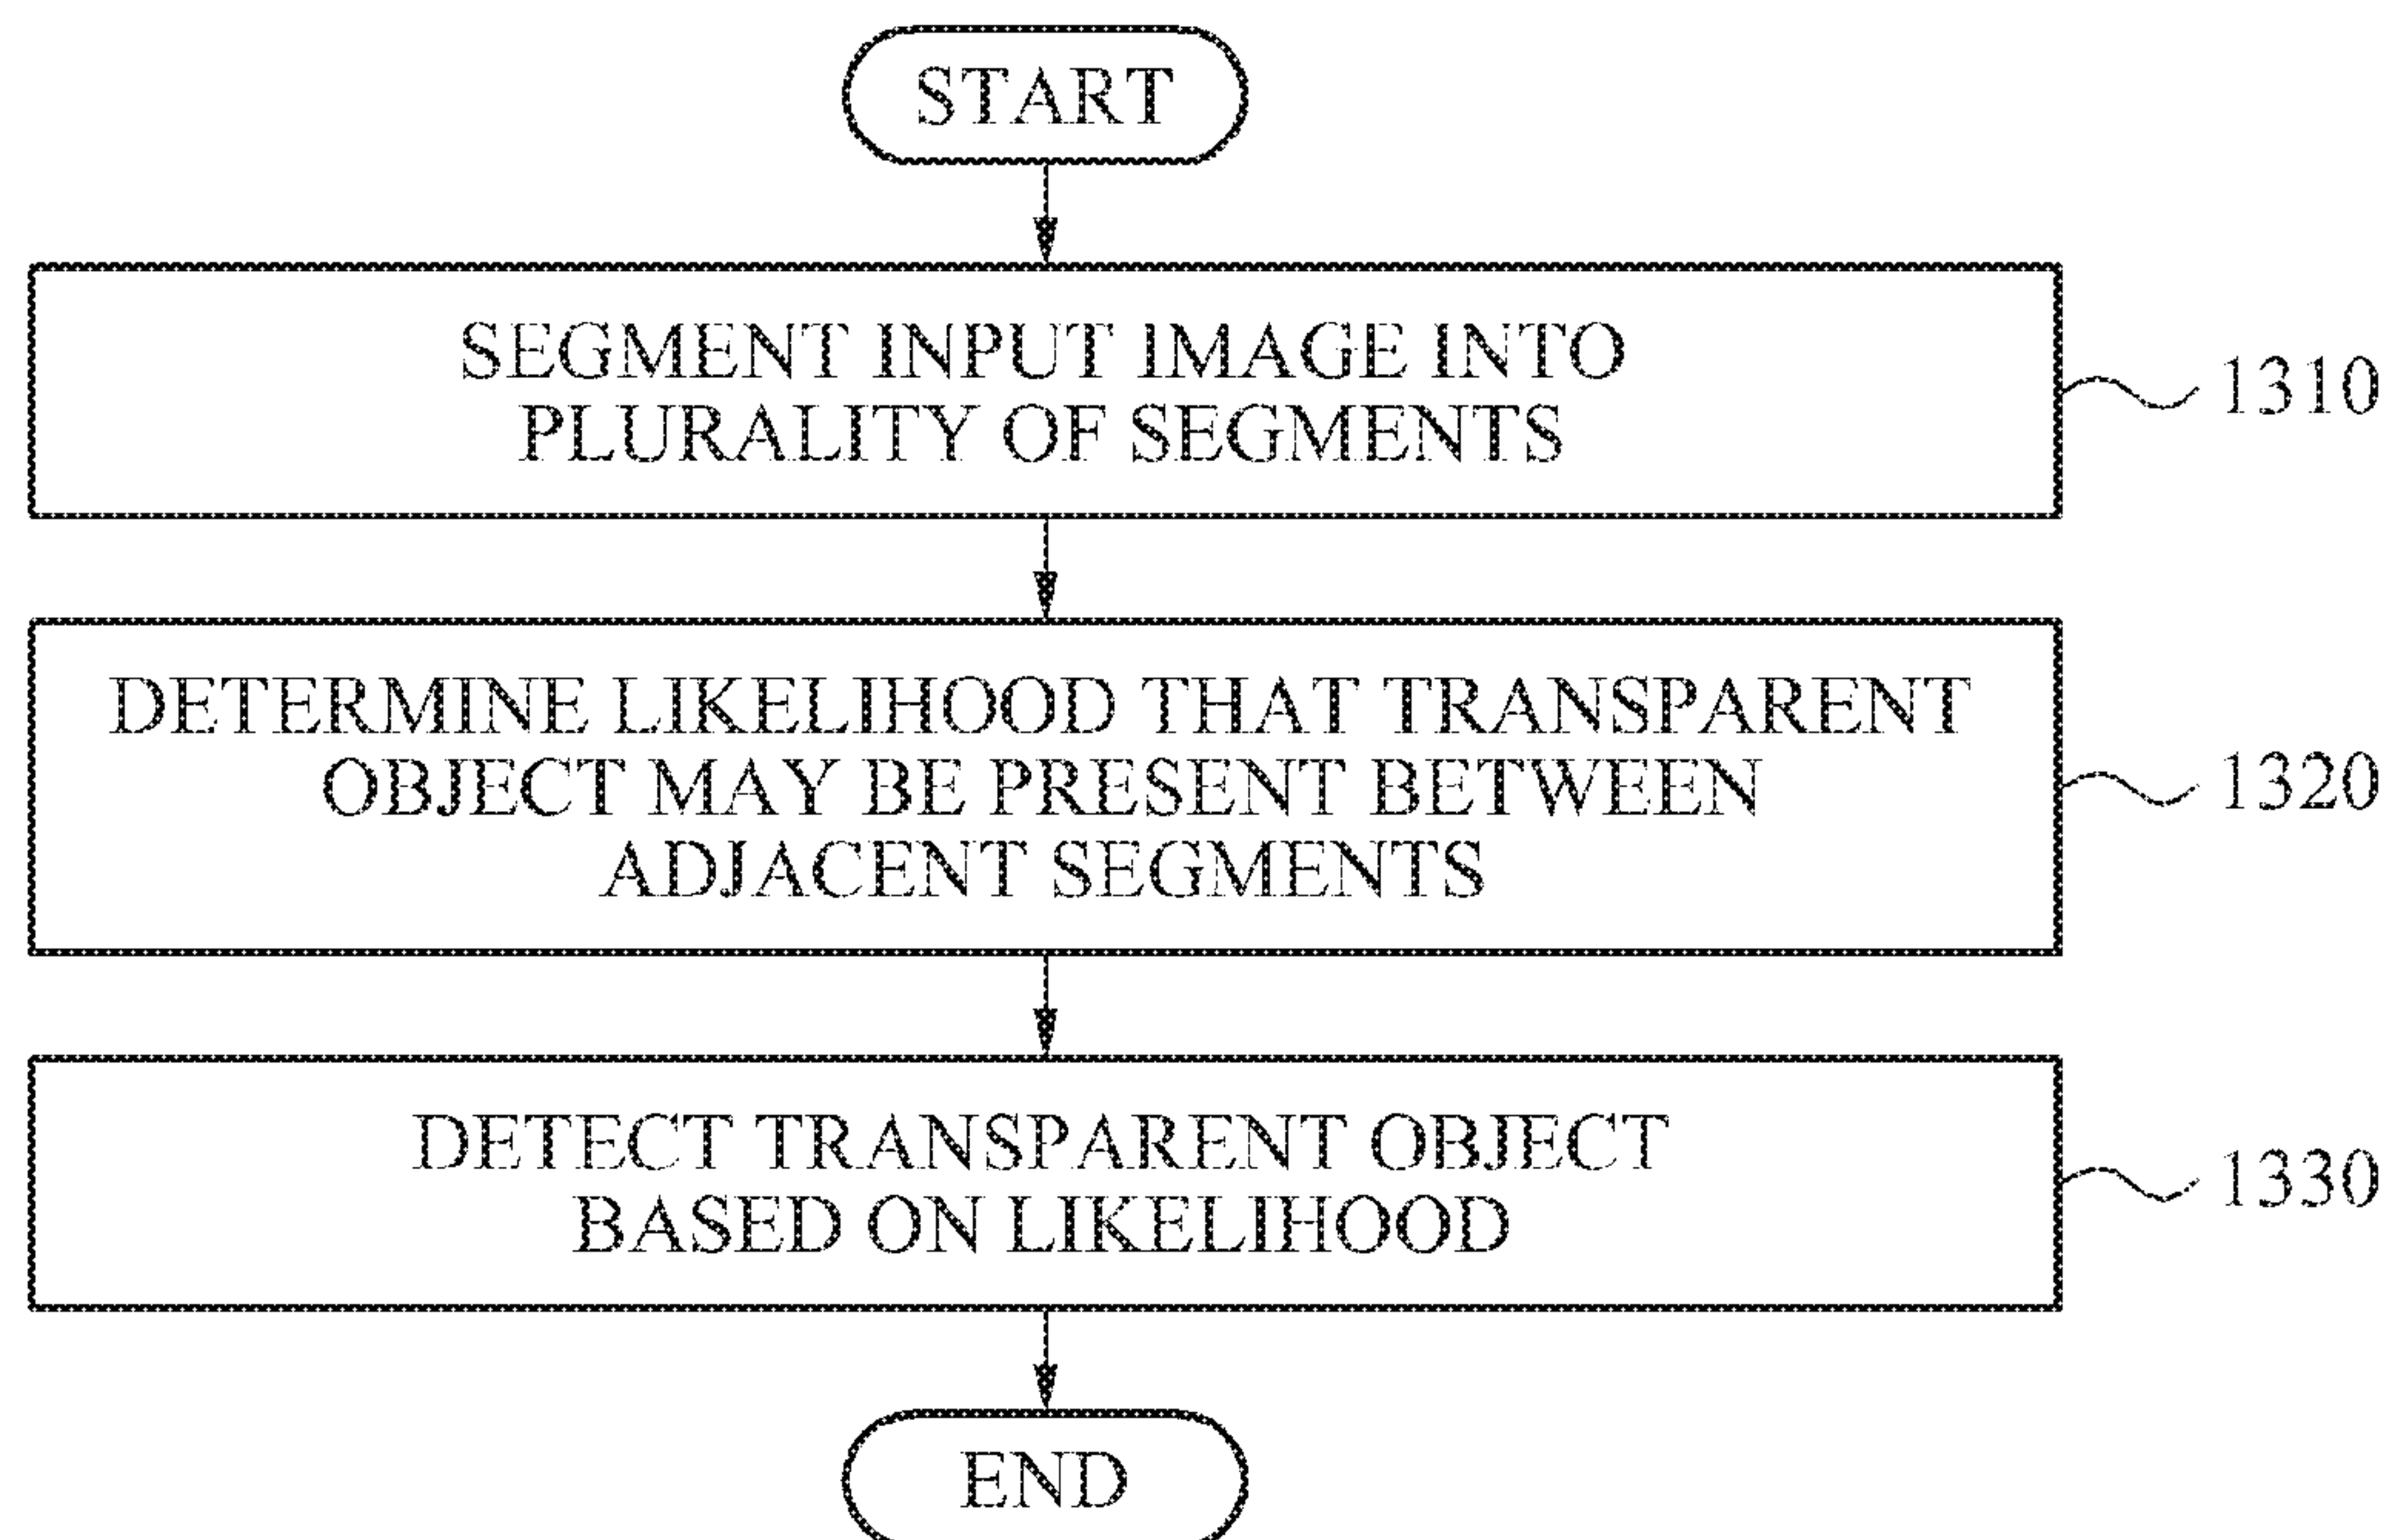 START
SEGMENT INPUT IMAGE INTO
PLURALITY OF SEGMENTS
1310
DETERMINE LIKELIHOOD THAT TRANSPARENT
OBJECT MAY BE PRESENT BETWEEN
ADJACENT SEGMENTS
1320
DETECT TRANSPARENT OBJECT
BASED ON LIKELIHOOD
1330
END